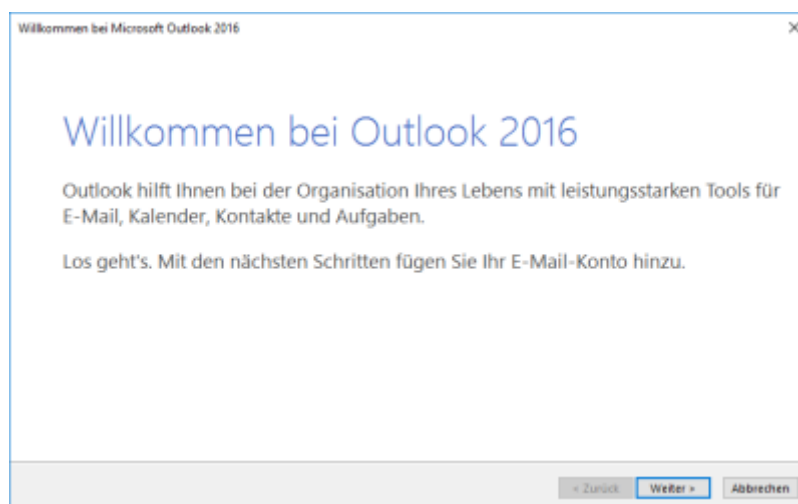 Willkommen bei Microsoft Outlook 2016
Willkommen bei Outlook 2016
Outlook hilft Ihnen bei der Organisation Ihres Lebens mit leistungsstarken Tools für
E-Mail, Kalender, Kontakte und Aufgaben.
Los geht's. Mit den nächsten Schritten fügen Sie Ihr E-Mail-Konto hinzu.
< Zurück Weiter > Abbrechen